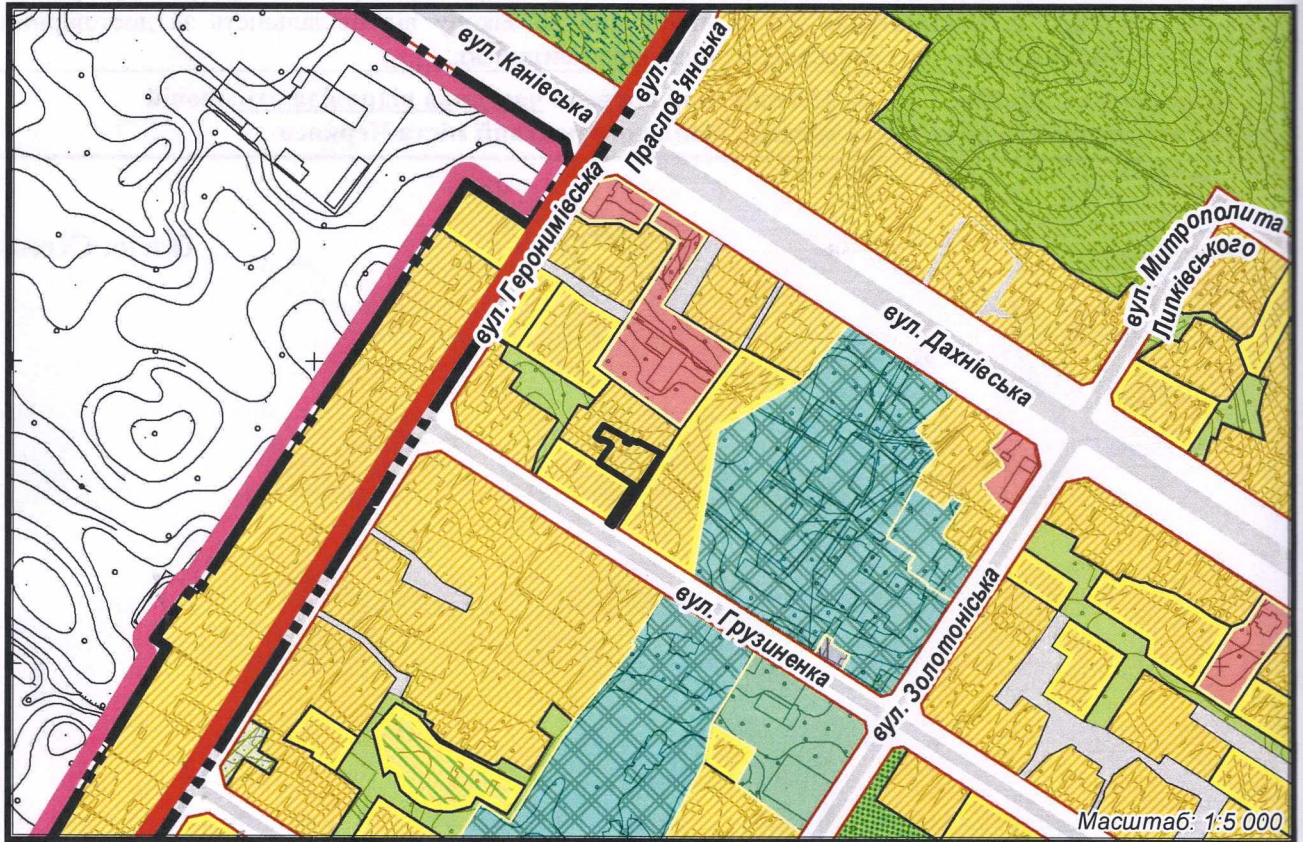 вул. Канівська
вул.
Праслов'янська
вул. Геронимівська
вул. Митрополита
Липківського
вул. Дахнівська
вул. Грузиненка
вул. Золотоніська
Масштаб: 1:5 000